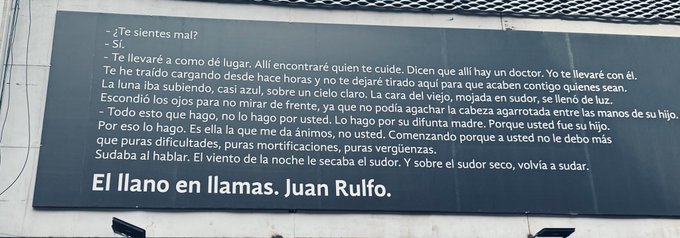 - ¿Te sientes mal?
- Sí.
- Te llevaré a como dé lugar. Allí encontraré quien te cuide. Dicen que allí hay un doctor. Yo te llevaré con él.
Te he traído cargando desde hace horas y no te dejaré tirado aquí para que acaben contigo quienes sean.
La luna iba subiendo, casi azul, sobre un cielo claro. La cara del viejo, mojada en sudor, se llenó de luz.
Escondió los ojos para no mirar de frente, ya que no podía agachar la cabeza agarrotada entre las manos de su hijo.
- Todo esto que hago, no lo hago por usted. Lo hago por su difunta madre. Porque usted fue su hijo.
Por eso lo hago. Es ella la que me da ánimos, no usted. Comenzando porque a usted no le debo más
que puras dificultades, puras mortificaciones, puras vergüenzas.
Sudaba al hablar. El viento de la noche le secaba el sudor. Y sobre el sudor seco, volvía a sudar.
El llano en llamas. Juan Rulfo.